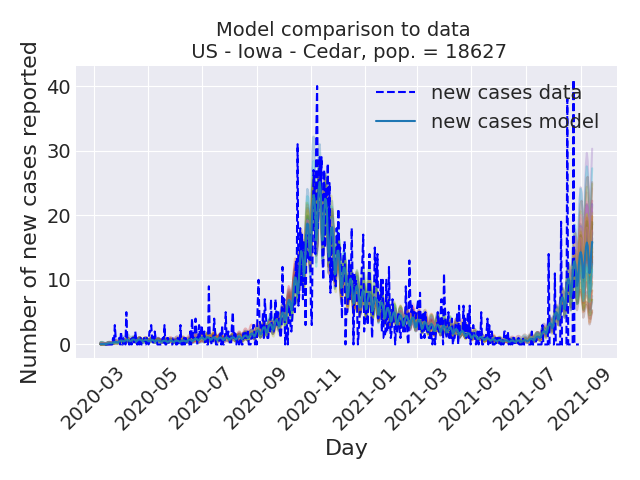 Model comparison to data
US - Iowa - Cedar, pop. = 18627
Number of new cases reported
40
30
20
10
0
new cases data
new cases model
2020-03
2020-05
2020-07
2020-09
2020-11
2021-01
2021-03
2021-05
2021-07
2021-09
Day